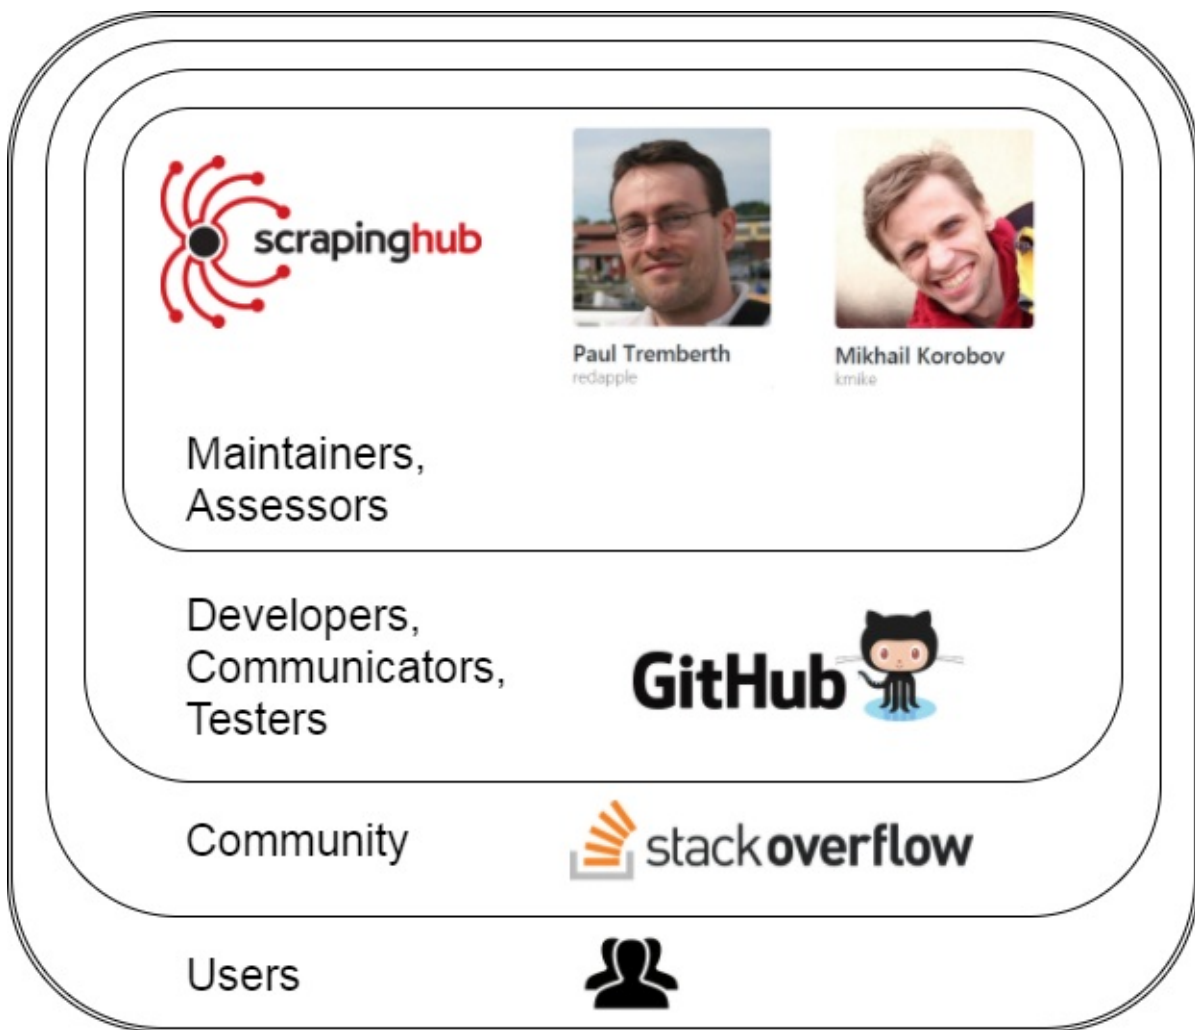 scrapinghub
Paul Tremberth
redapple
Mikhail Korobov
kmike
Maintainers,
Assessors
Developers,
Communicators,
Testers
GitHub
Community
stackoverflow
Users